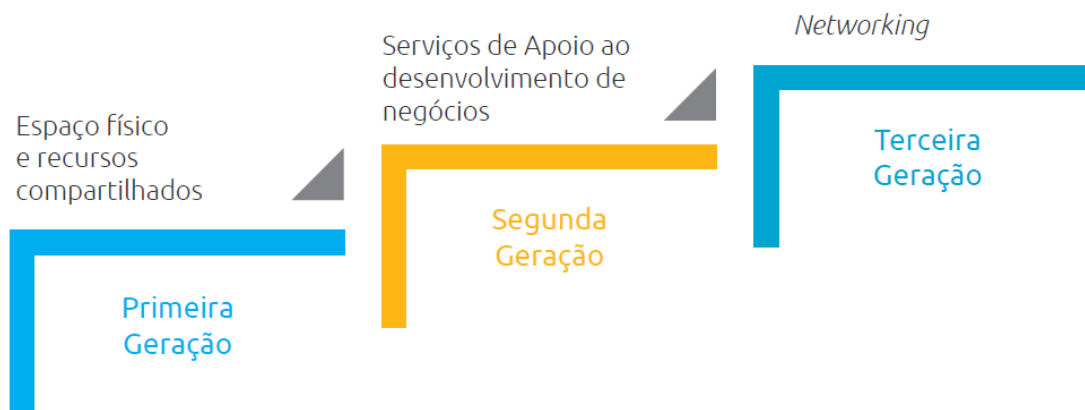 Espaço físico
e recursos
compartilhados
Primeira
Geração
Serviços de Apoio ao
desenvolvimento de
negócios
Segunda
Geração
Networking
Terceira
Geração